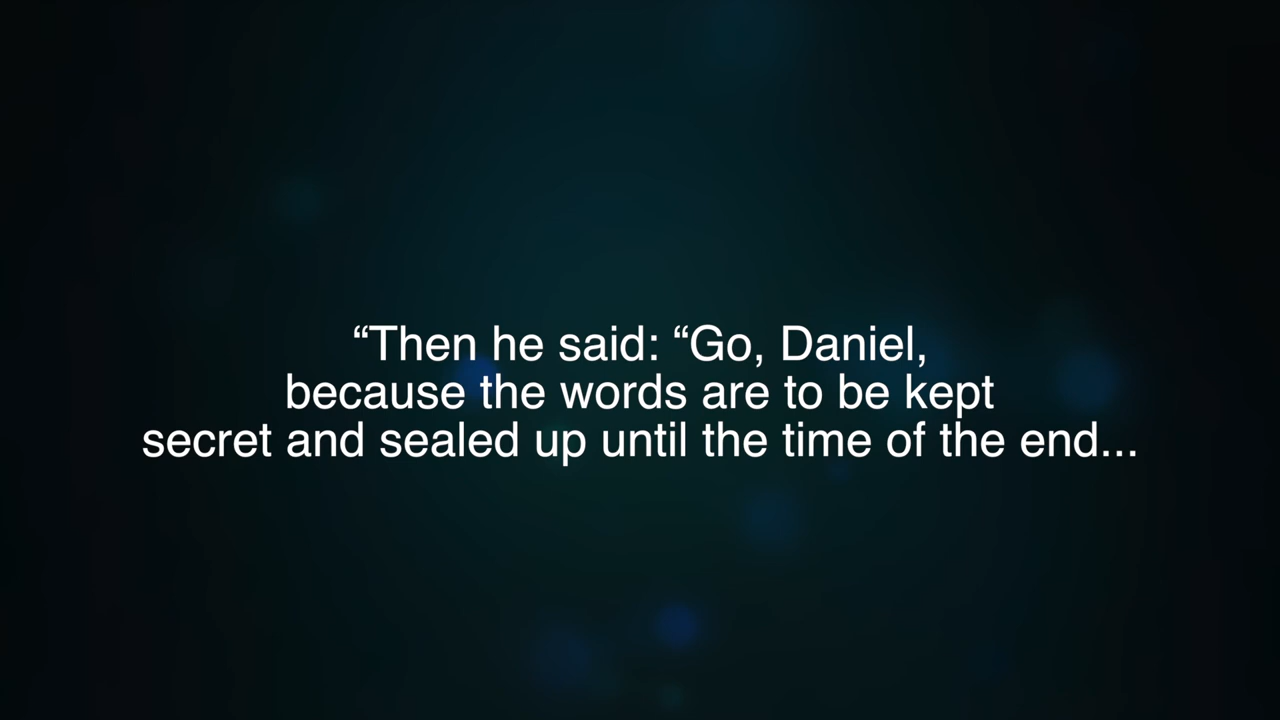 “Then he said: “Go, Daniel,
because the words are to be kept
secret and sealed up until the time of the end...